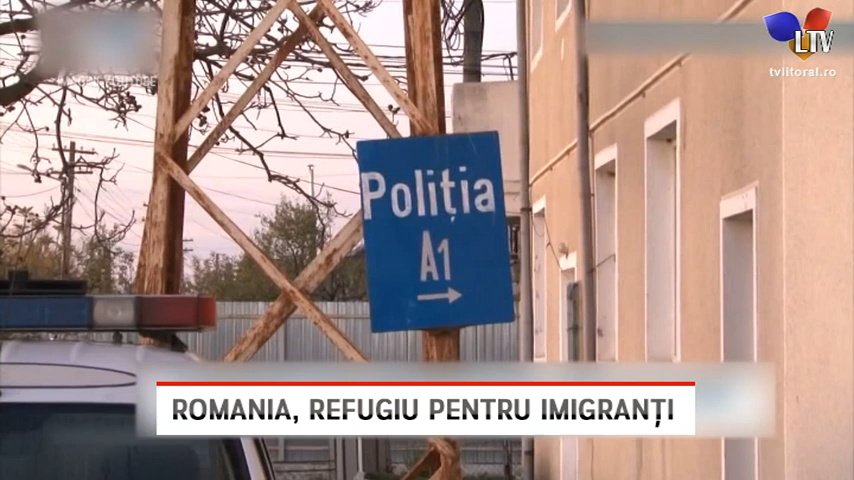 LTV
tvlitoral.ro
Poliția
A1
ROMANIA, REFUGIU PENTRU IMIGRANȚI